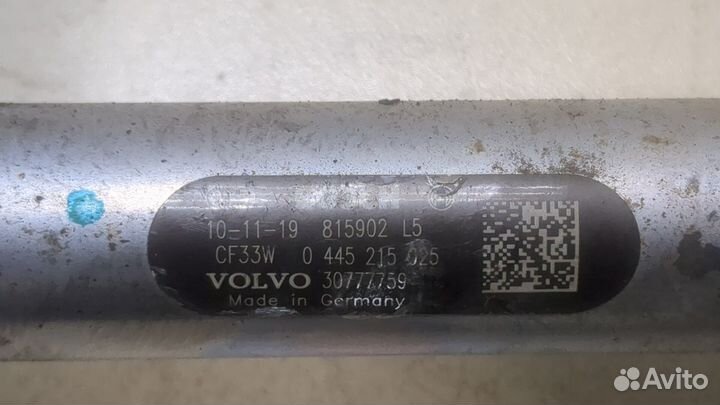 10-11-19 815902 L5
CF33W 0 445 215 025
VOLVO 30777759
Made in Germany
Avito